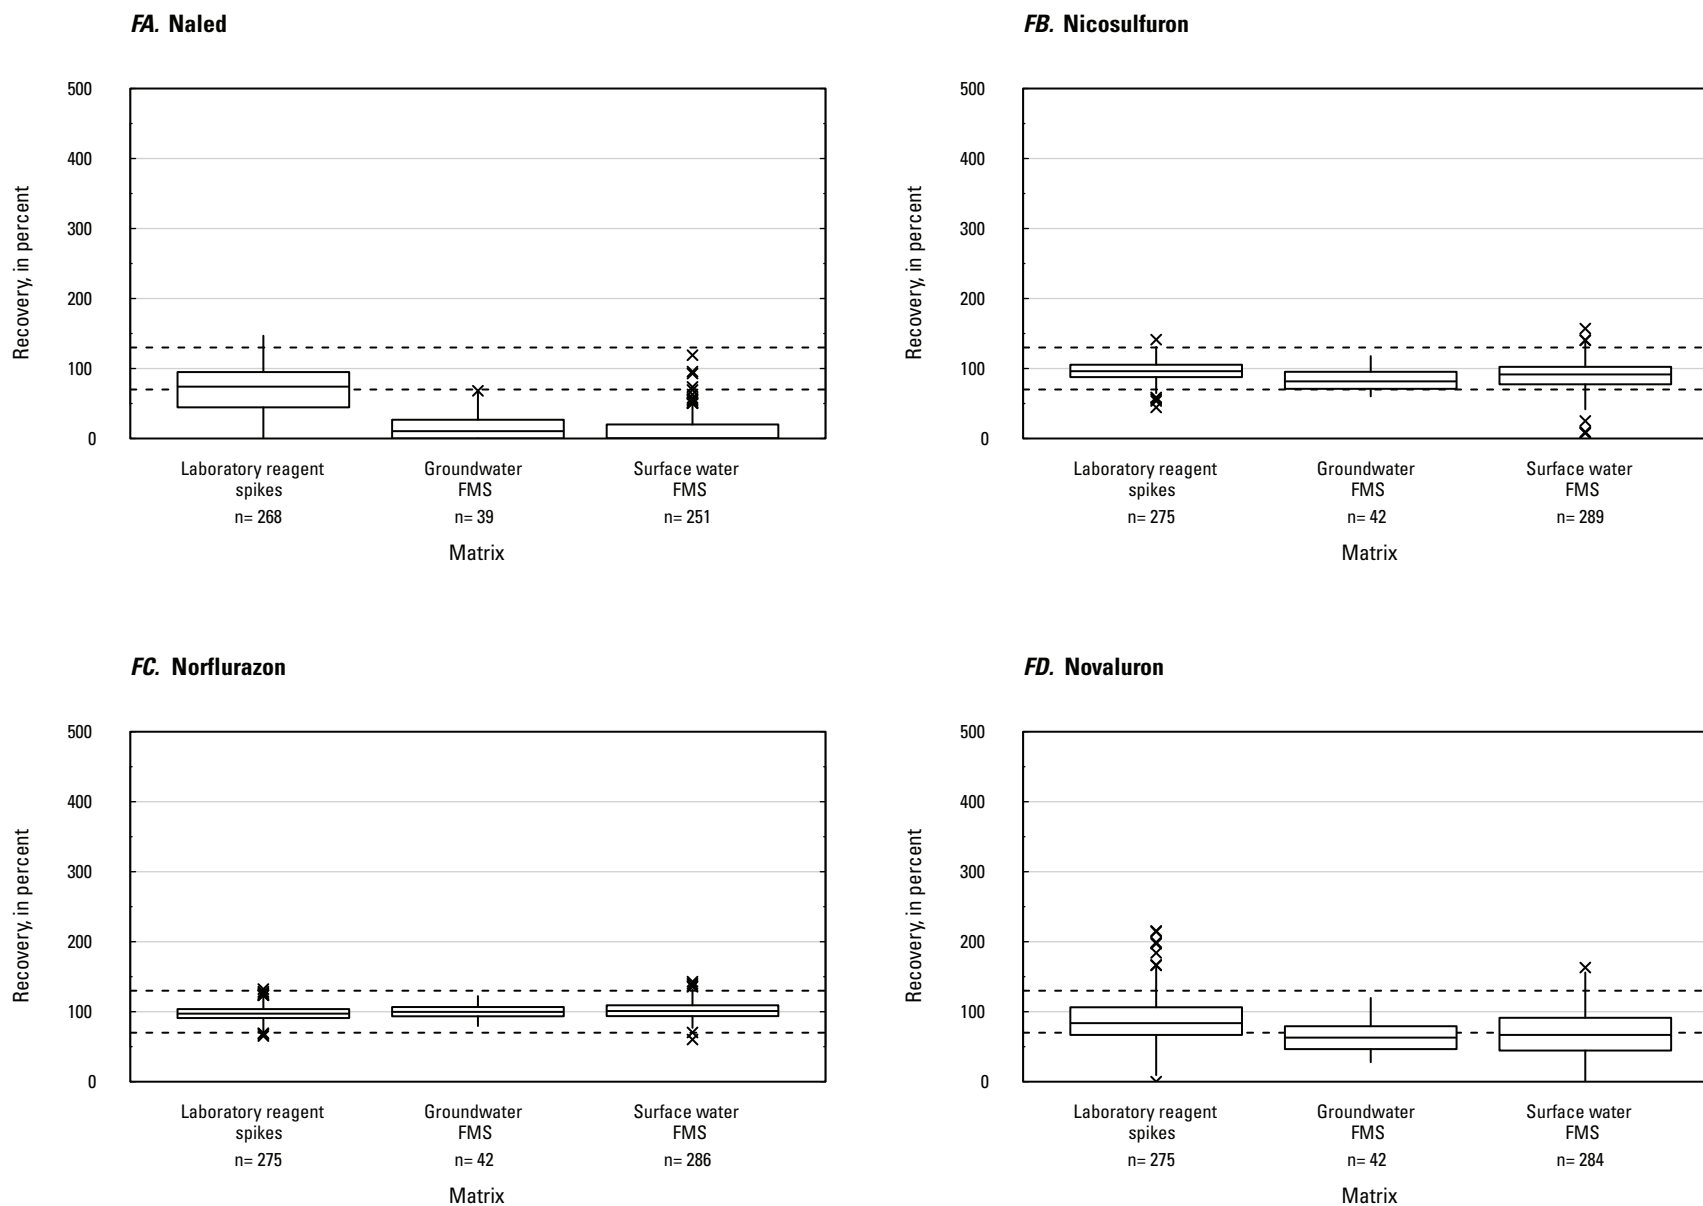 FA. Naled
Recovery, in percent
500
400
300
200
100
0
Laboratory reagent
spikes
n= 268
Groundwater
FMS
n= 39
Surface water
FMS
n= 251
Matrix
FB. Nicosulfuron
Recovery, in percent
500
400
300
200
100
0
Laboratory reagent
spikes
n= 275
Groundwater
FMS
n= 42
Surface water
FMS
n= 289
Matrix
FC. Norflurazon
Recovery, in percent
500
400
300
200
100
0
Laboratory reagent
spikes
n= 275
Groundwater
FMS
n= 42
Surface water
FMS
n= 286
Matrix
FD. Novaluron
Recovery, in percent
500
400
300
200
100
0
Laboratory reagent
spikes
n= 275
Groundwater
FMS
n= 42
Surface water
FMS
n= 284
Matrix